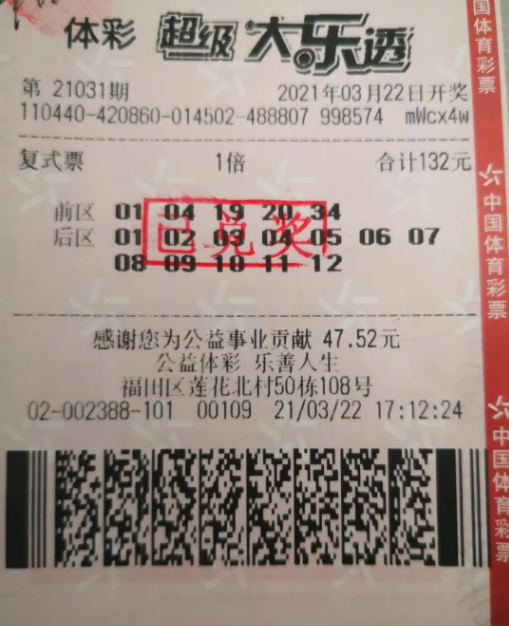 体彩 超级大乐透
第 21031期 2021年03月22日开奖
110440-420860-014502-488807 998574 mWcx4w
复式票 1倍 合计132元
前区 01 04 19 20 34
后区 01 02 03 04 05 06 07
08 09 10 11 12
已兑奖
感谢您为公益事业贡献 47.52元
公益体彩 乐善人生
福田区莲花北村50栋108号
02-002388-101 00109 21/03/22 17:12:24
国体育彩票
中国体育彩票
中国体育彩票